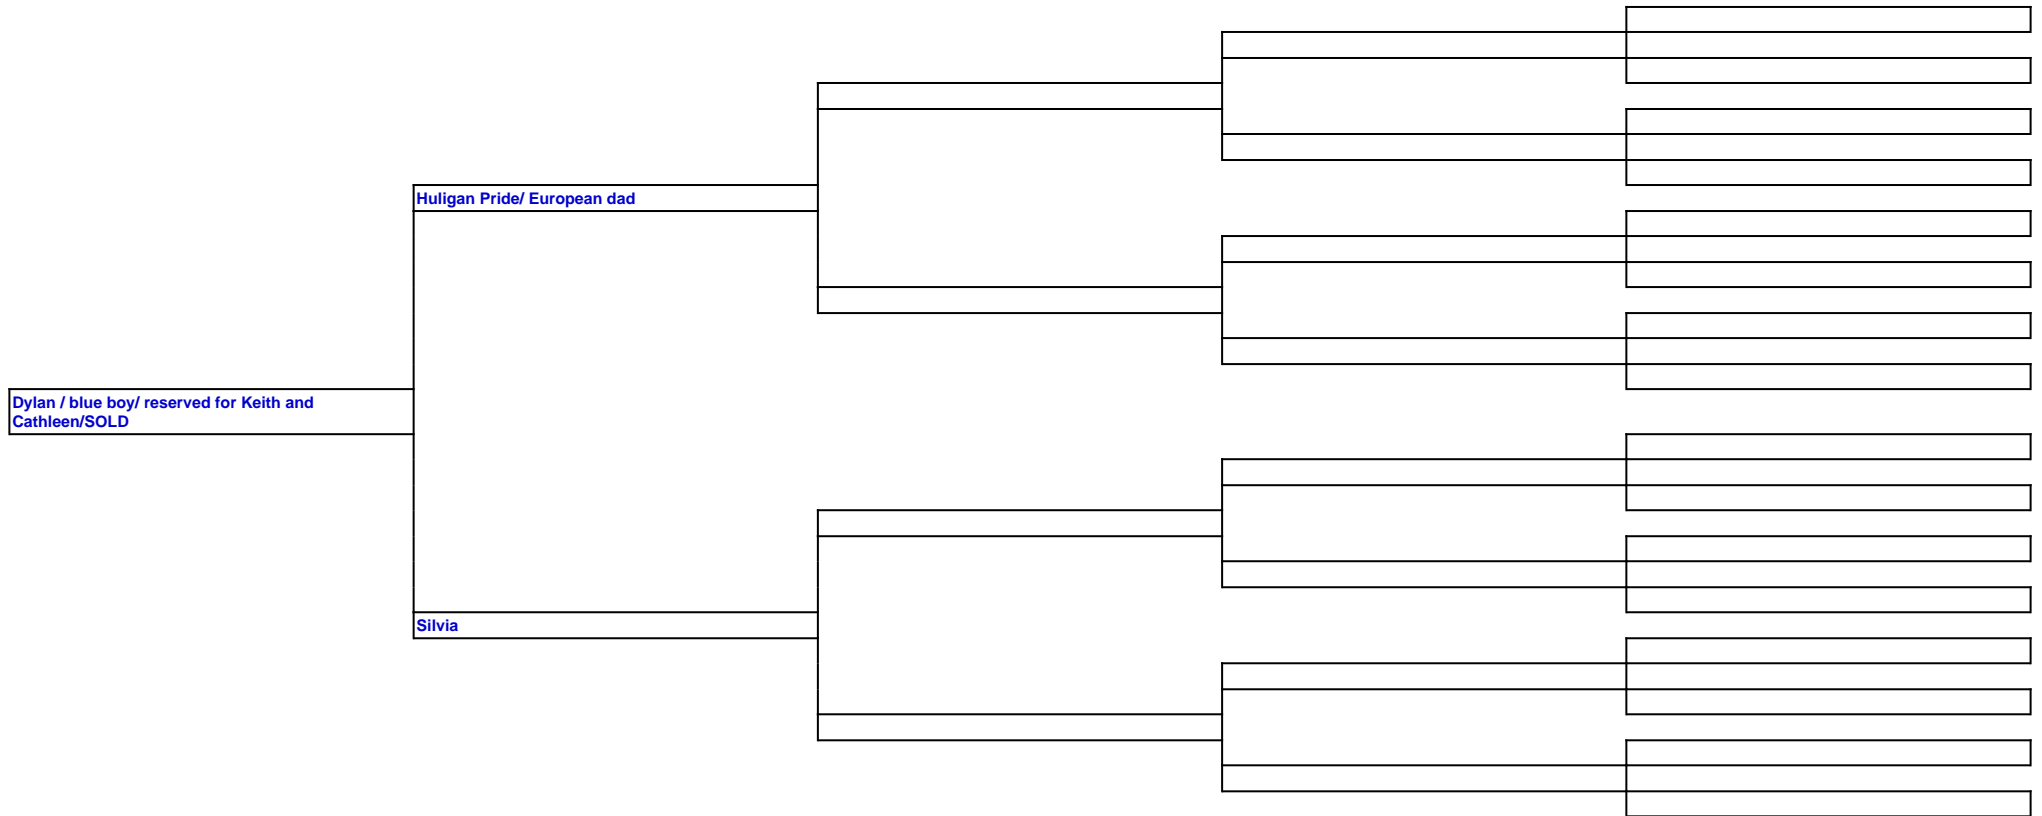 Huligan Pride/ European dad
Dylan / blue boy/ reserved for Keith and
Cathleen/SOLD
Silvia